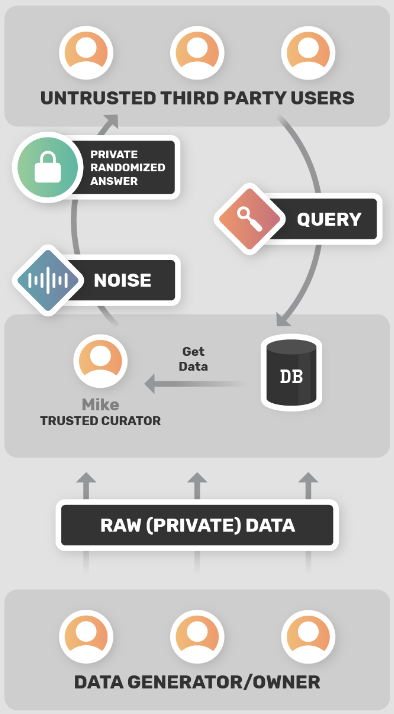 UNTRUSTED THIRD PARTY USERS
PRIVATE
RANDOMIZED
ANSWER
QUERY
NOISE
Get
Data
DB
Mike
TRUSTED CURATOR
RAW (PRIVATE) DATA
DATA GENERATOR/OWNER